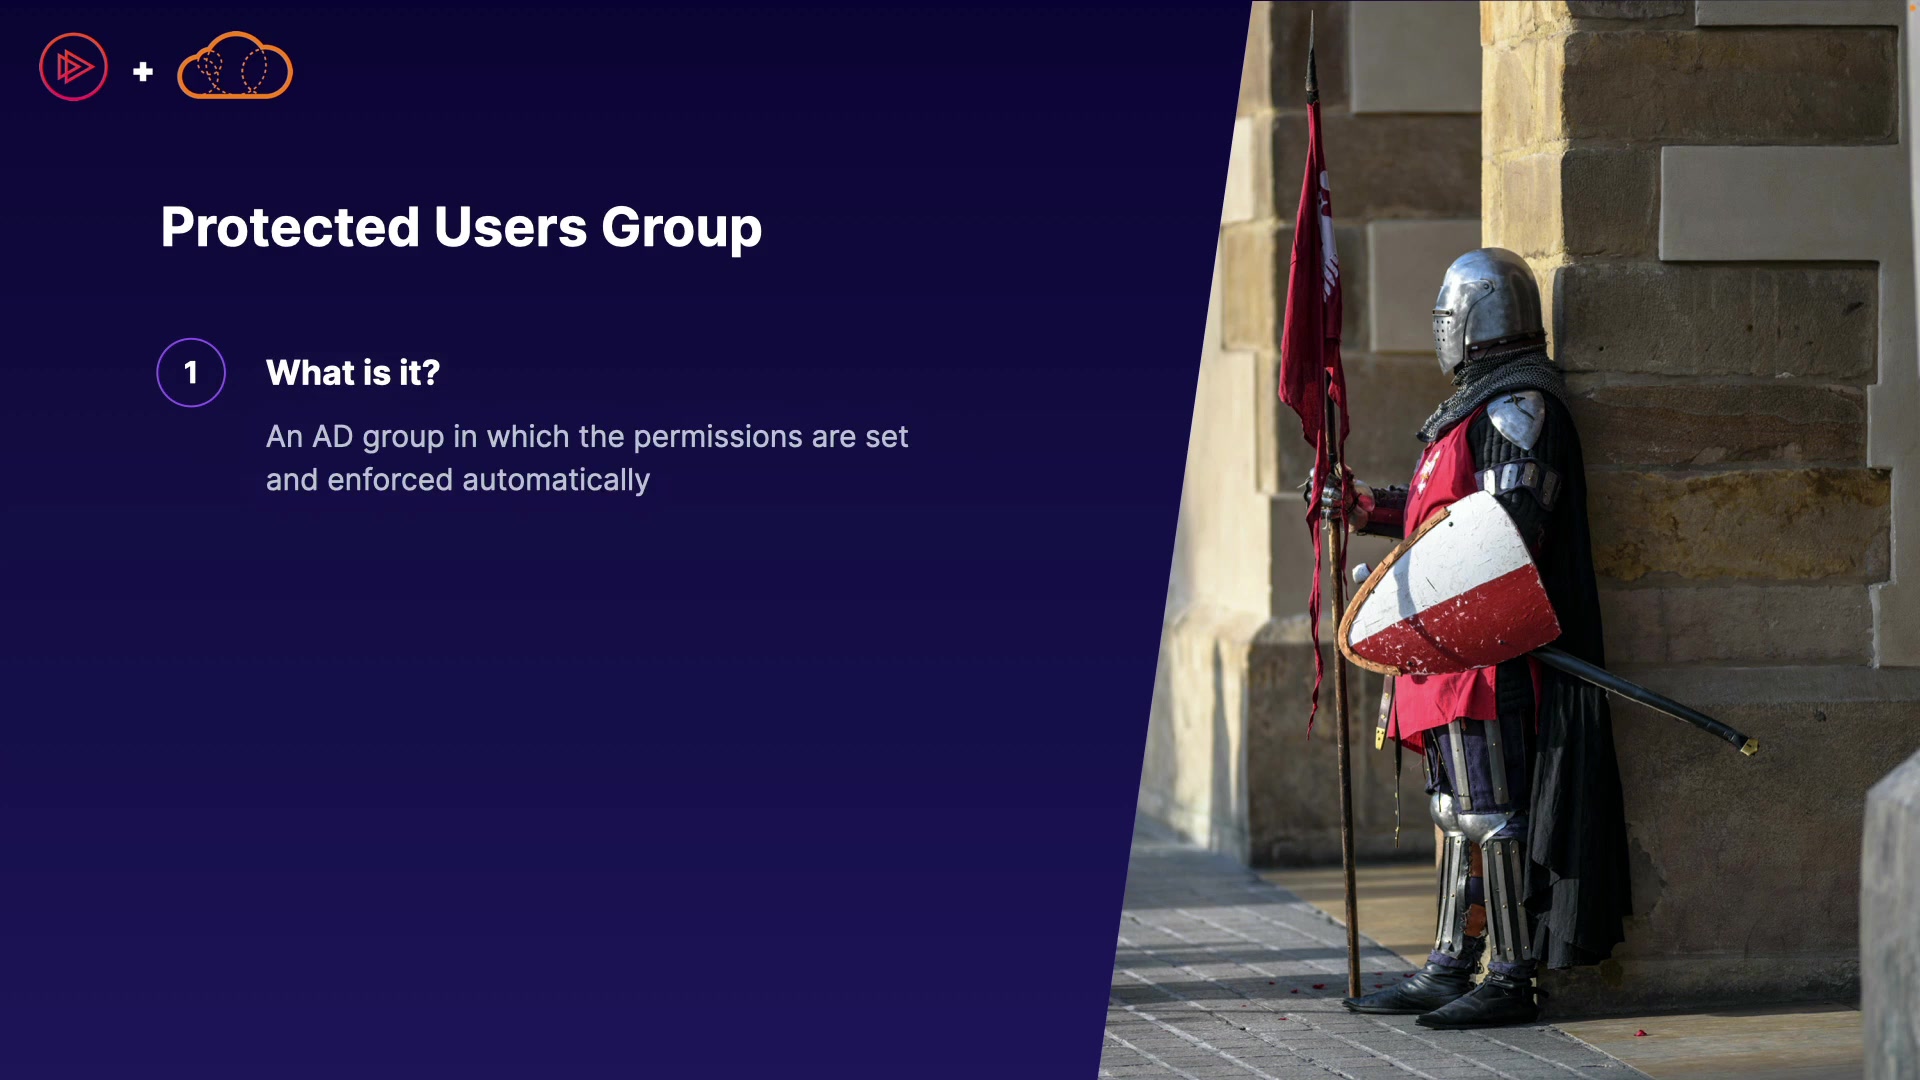 Protected Users Group
1
What is it?
An AD group in which the permissions are set
and enforced automatically